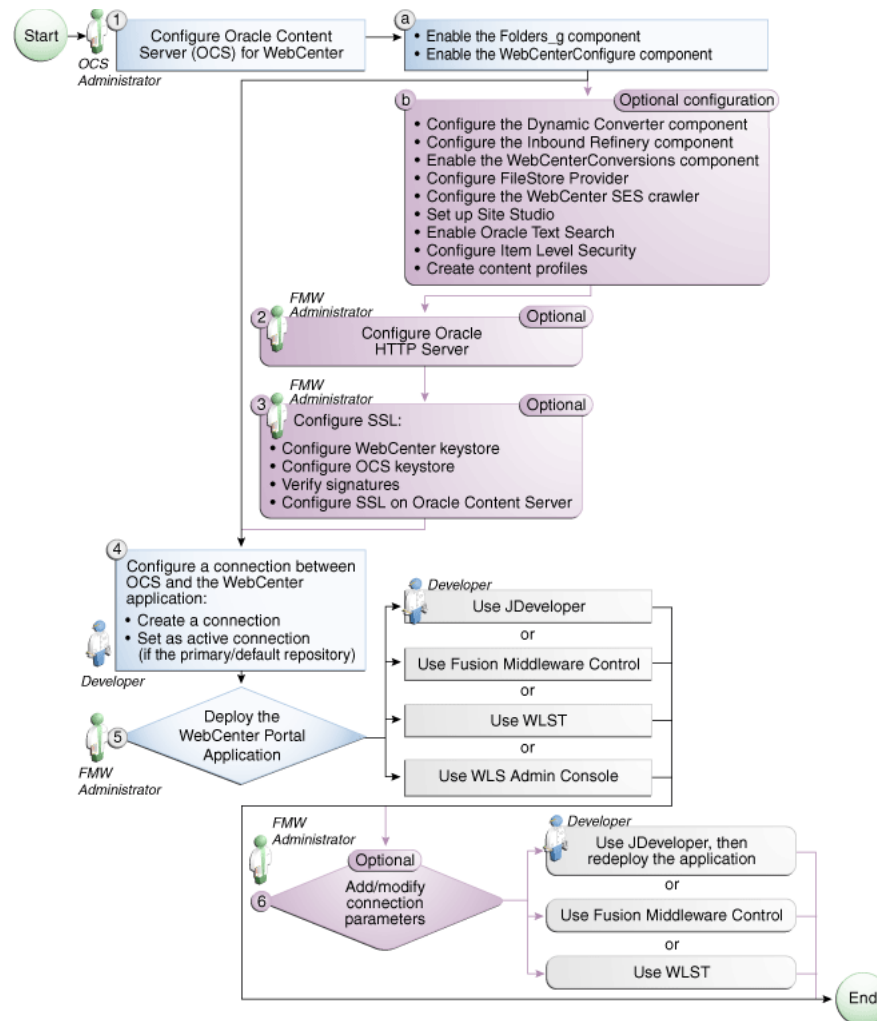 Start
1
OCS
Administrator
Configure Oracle Content
Server (OCS) for WebCenter
a
• Enable the Folders_g component
• Enable the WebCenterConfigure component
b
Optional configuration
• Configure the Dynamic Converter component
• Configure the Inbound Refinery component
• Enable the WebCenterConversions component
• Configure FileStore Provider
• Configure the WebCenter SES crawler
• Set up Site Studio
• Enable Oracle Text Search
• Configure Item Level Security
• Create content profiles
FMW
Administrator
2
Optional
Configure Oracle
HTTP Server
FMW
Administrator
3
Optional
Configure SSL:
• Configure WebCenter keystore
• Configure OCS keystore
• Verify signatures
• Configure SSL on Oracle Content Server
4
Configure a connection between
OCS and the WebCenter
application:
• Create a connection
• Set as active connection
(if the primary/default repository)
Developer
5
FMW
Administrator
Deploy the
WebCenter Portal
Application
Developer
Use JDeveloper
or
Use Fusion Middleware Control
or
Use WLST
or
Use WLS Admin Console
FMW
Administrator
Optional
6
Add/modify
connection
parameters
Developer
Use JDeveloper, then
redeploy the application
or
Use Fusion Middleware Control
or
Use WLST
End